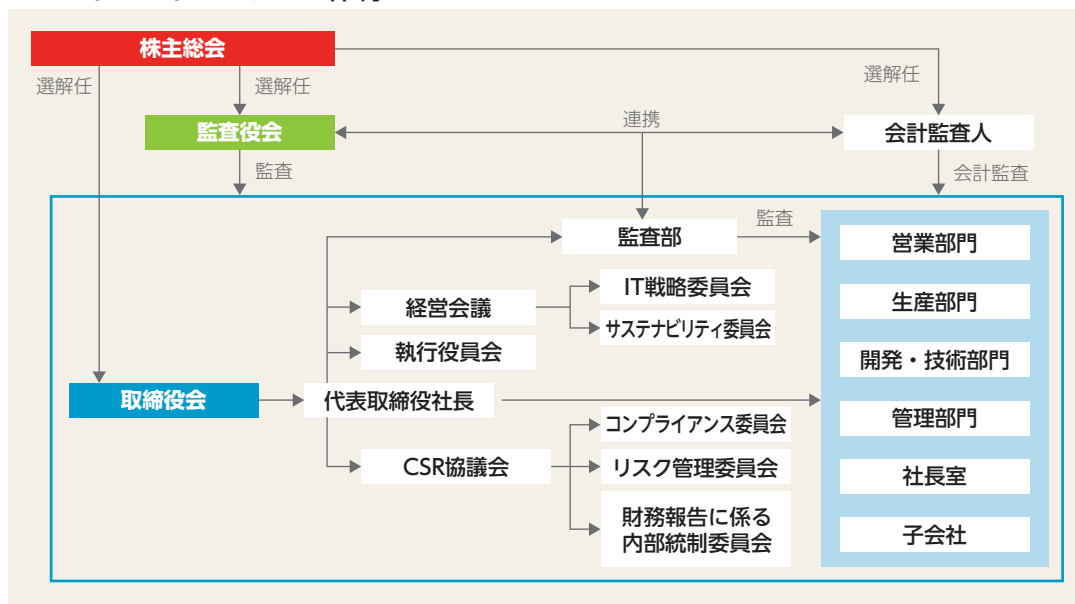 株主総会
選解任
選解任
選解任
監査役会
連携
会計監査人
監査
会計監査
監査部
監査
営業部門
IT戦略委員会
経営会議
生産部門
サステナビリティ委員会
執行役員会
開発・技術部門
取締役会
代表取締役社長
コンプライアンス委員会
管理部門
CSR協議会
リスク管理委員会
社長室
財務報告に係る
内部統制委員会
子会社